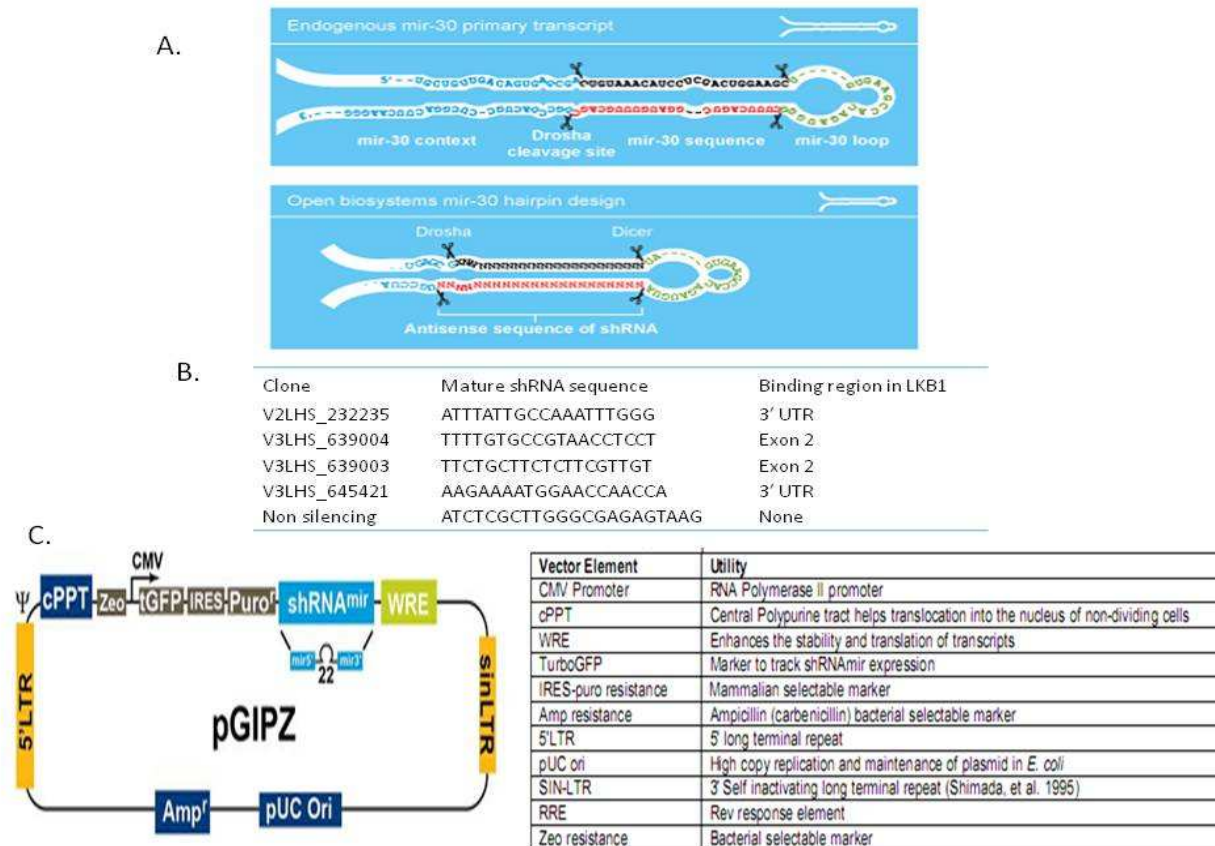 A.
Endogenous mir-30 primary transcript
mir-30 context
Drosha
cleavage site
mir-30 sequence
mir-30 loop
Open biosystems mir-30 hairpin design
Drosha
Dicer
Antisense sequence of shRNA
B.
Clone Mature shRNA sequence Binding region in LKB1
V2LHS_232235 ATTTATTGCCAAATTTGGG 3′ UTR
V3LHS_639004 TTTTGTGCCGTAACCTCCT Exon 2
V3LHS_639003 TTCTGCTTCTCTTCGTTGT Exon 2
V3LHS_645421 AAGAAAATGGAACCAACCA 3′ UTR
Non silencing ATCTCGCTTGGGCGAGAGTAAG None
C.
CMV
Ψ cPPT Zeo tGFP IRES Puroʳ shRNAᵐⁱʳ WRE
mir5' mir3'
22
5'LTR
sinLTR
pGIPZ
Ampʳ
pUC Ori
Vector Element Utility
CMV Promoter RNA Polymerase II promoter
cPPT Central Polypurine tract helps translocation into the nucleus of non-dividing cells
WRE Enhances the stability and translation of transcripts
TurboGFP Marker to track shRNAmir expression
IRES-puro resistance Mammalian selectable marker
Amp resistance Ampicillin (carbenicillin) bacterial selectable marker
5'LTR 5' long terminal repeat
pUC ori High copy replication and maintenance of plasmid in E. coli
SIN-LTR 3' Self inactivating long terminal repeat (Shimada, et al. 1995)
RRE Rev response element
Zeo resistance Bacterial selectable marker